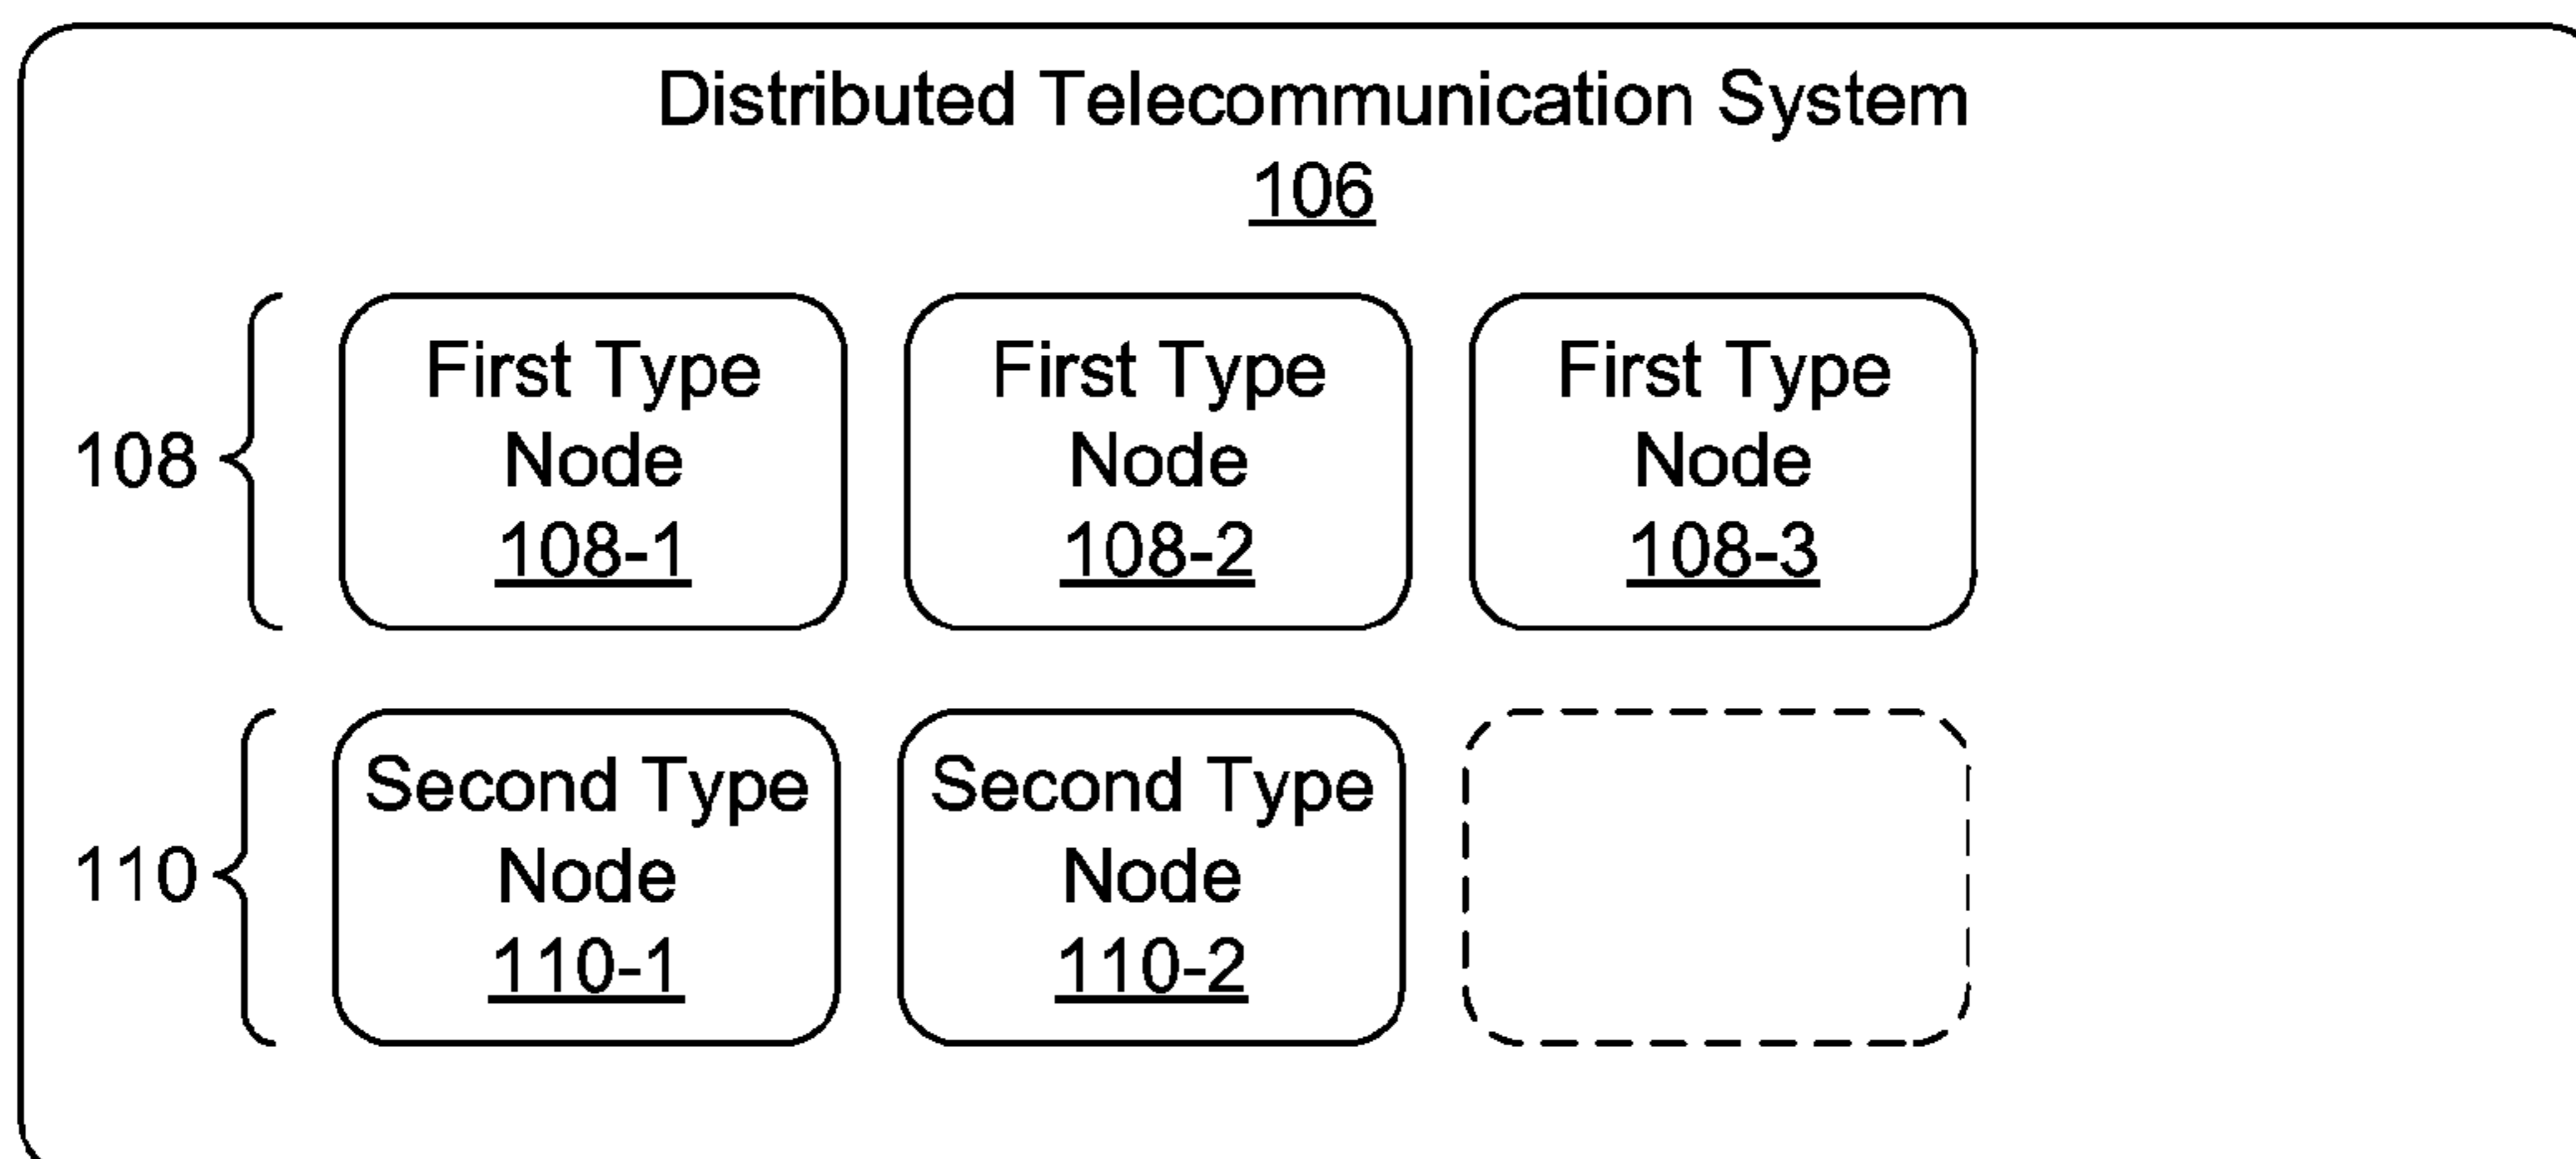 Distributed Telecommunication System
106
108
First Type
Node
108-1
First Type
Node
108-2
First Type
Node
108-3
110
Second Type
Node
110-1
Second Type
Node
110-2